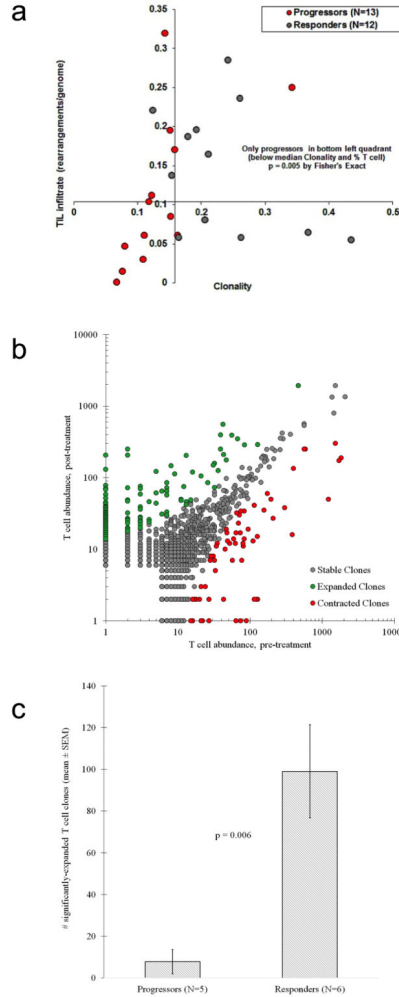 a
Progressors (N=13)
Responders (N=12)
0.35
0.3
0.25
0.2
0.15
0.1
0.05
0
TIL infiltrate (rearrangements/genome)
Only progressors in bottom left quadrant
(below median Clonality and % T cell)
p = 0.005 by Fisher's Exact
0 0.1 0.2 0.3 0.4 0.5
Clonality
b
10000
1000
100
10
1
T cell abundance, post-treatment
Stable Clones
Expanded Clones
Contracted Clones
1 10 100 1000 1000
T cell abundance, pre-treatment
c
140
120
100
80
60
40
20
0
# significantly-expanded T cell clones (mean ± SEM)
p = 0.006
Progressors (N=5) Responders (N=6)